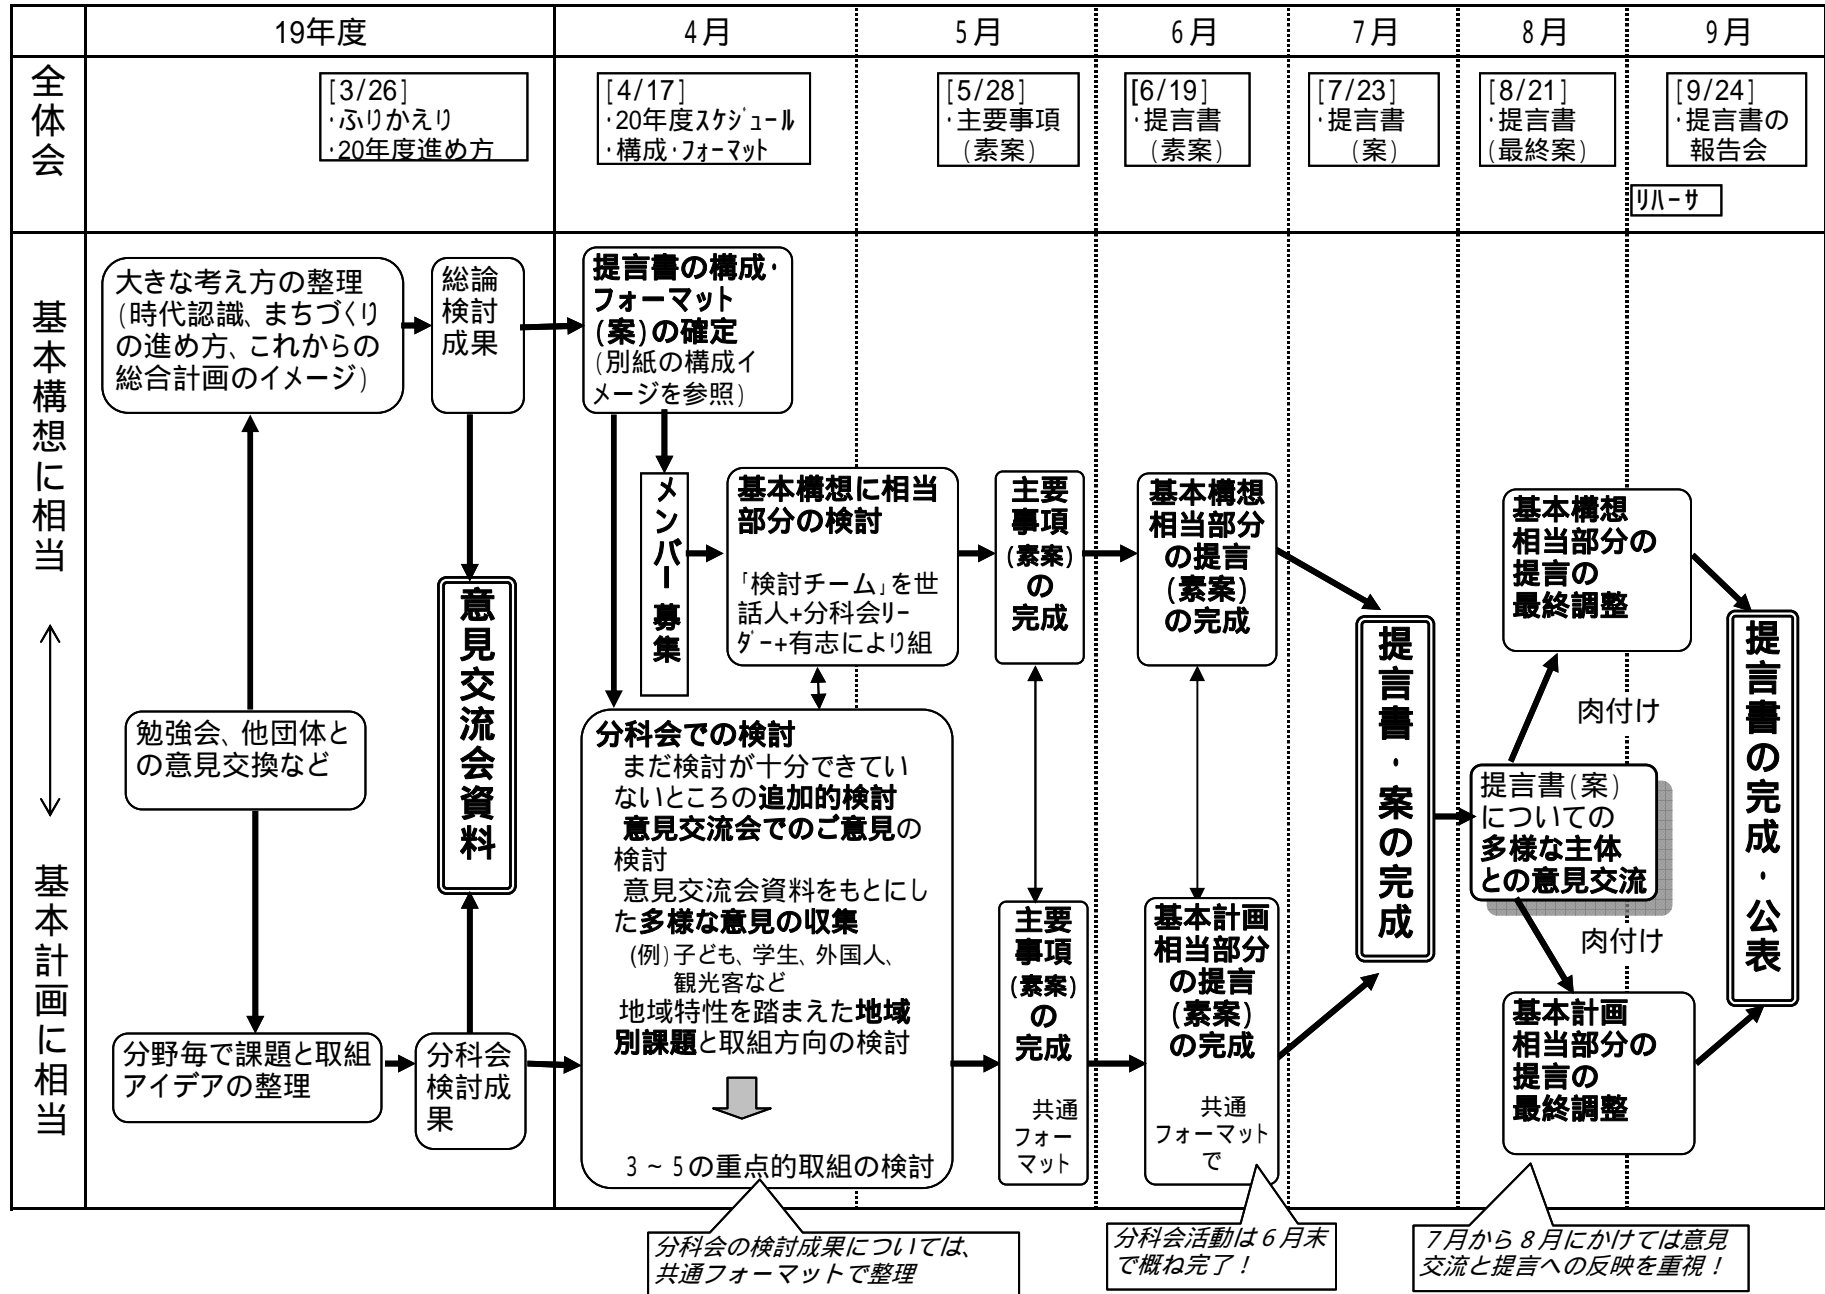 19年度
4月
5月
6月
7月
8月
9月
全体会
[3/26]
・ふりかえり
・20年度進め方
[4/17]
・20年度スケジュール
・構成・フォーマット
[5/28]
・主要事項
(素案)
[6/19]
・提言書
(素案)
[7/23]
・提言書
(案)
[8/21]
・提言書
(最終案)
[9/24]
・提言書の
報告会
リハーサ
基本構想に相当
基本計画に相当
大きな考え方の整理
(時代認識、まちづくり
の進め方、これからの
総合計画のイメージ)
総論
検討
成果
勉強会、他団体と
の意見交換など
分野毎で課題と取組
アイデアの整理
分科会
検討成
果
意見交流会資料
提言書の構成・
フォーマット
(案)の確定
(別紙の構成イ
メージを参照)
メンバー募集
基本構想に相当
部分の検討
「検討チーム」を世
話人+分科会リー
ダー+有志により組
分科会での検討
まだ検討が十分できてい
ないところの追加的検討
意見交流会でのご意見の
検討
意見交流会資料をもとにし
た多様な意見の収集
(例)子ども、学生、外国人、
観光客など
地域特性を踏まえた地域
別課題と取組方向の検討
3～5の重点的取組の検討
主要
事項
(素案)
の
完成
主要
事項
(素案)
の
完成
共通
フォー
マット
基本構想
相当部分
の提言
(素案)
の完成
基本計画
相当部分
の提言
(素案)
の完成
共通
フォーマット
で
提言書・案の完成
提言書(案)
についての
多様な主体
との意見交流
肉付け
肉付け
基本構想
相当部分の
提言の
最終調整
基本計画
相当部分の
提言の
最終調整
提言書の完成・公表
分科会の検討成果については、
共通フォーマットで整理
分科会活動は6月末
で概ね完了！
7月から8月にかけては意見
交流と提言への反映を重視！